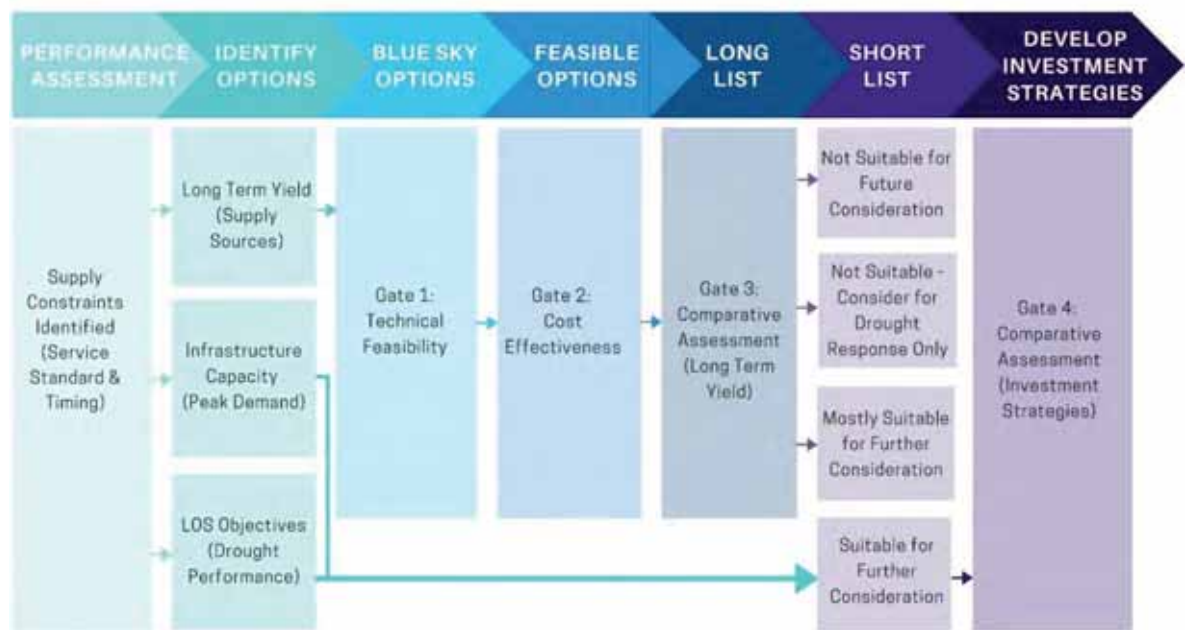 PERFORMANCE
ASSESSMENT
IDENTIFY
OPTIONS
BLUE SKY
OPTIONS
FEASIBLE
OPTIONS
LONG
LIST
SHORT
LIST
DEVELOP
INVESTMENT
STRATEGIES
Supply
Constraints
Identified
(Service
Standard &
Timing)
Long Term Yield
(Supply
Sources)
Infrastructure
Capacity
(Peak Demand)
LOS Objectives
(Drought
Performance)
Gate 1:
Technical
Feasibility
Gate 2:
Cost
Effectiveness
Gate 3:
Comparative
Assessment
(Long Term
Yield)
Not Suitable for
Future
Consideration
Not Suitable -
Consider for
Drought
Response Only
Mostly Suitable
for Further
Consideration
Suitable for
Further
Consideration
Gate 4:
Comparative
Assessment
(Investment
Strategies)